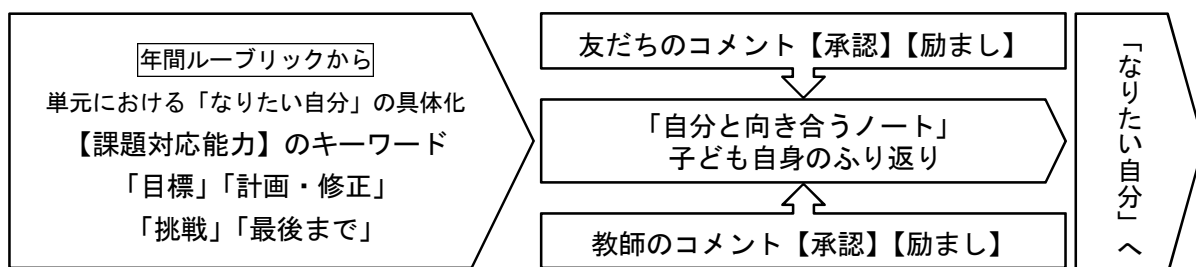 年間ルーブリックから
単元における「なりたい自分」の具体化
【課題対応能力】のキーワード
「目標」「計画・修正」
「挑戦」「最後まで」
友だちのコメント【承認】【励まし】
「自分と向き合うノート」
子ども自身のふり返り
教師のコメント【承認】【励まし】
「なりたい自分」へ